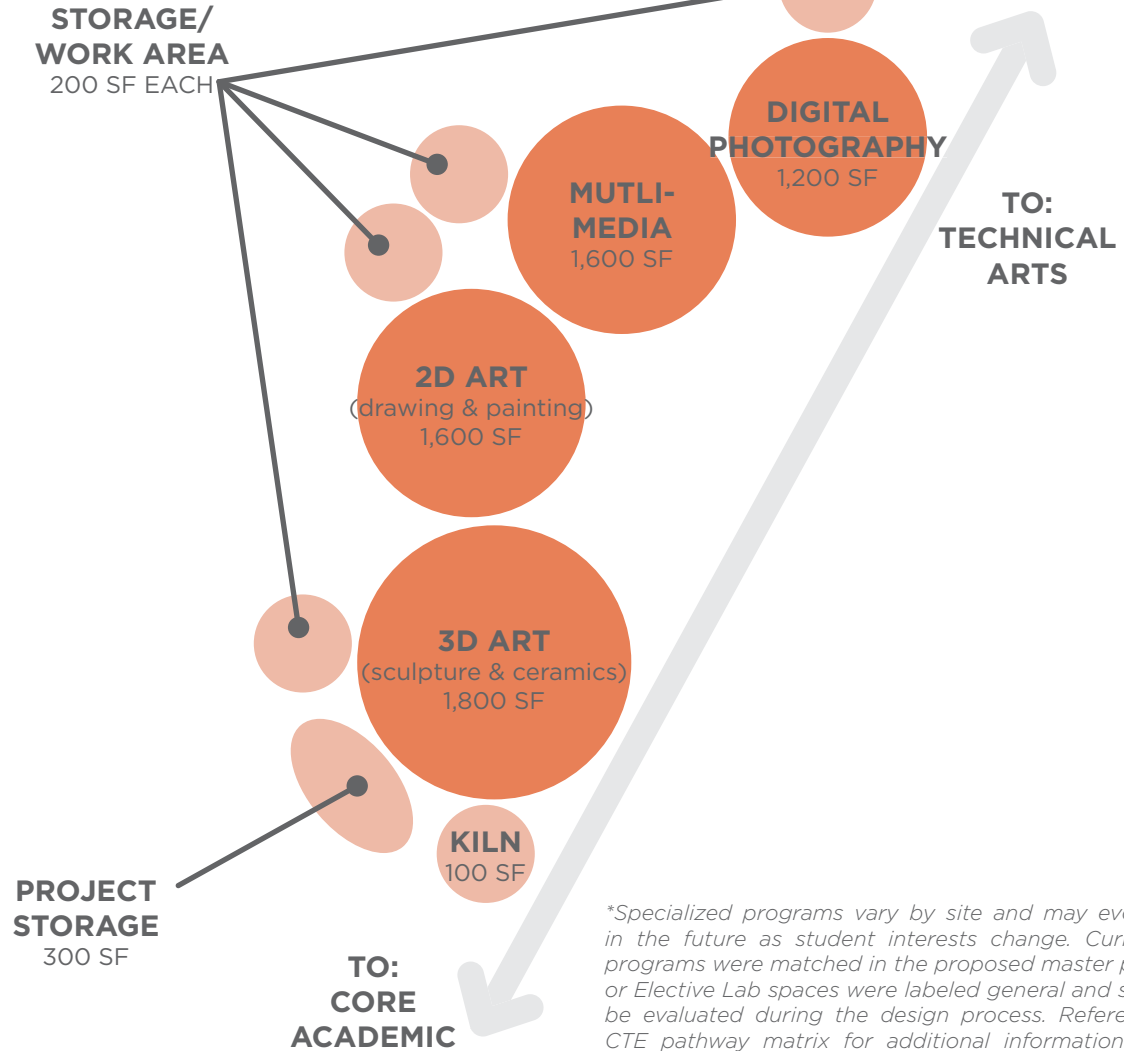 STORAGE/
WORK AREA
200 SF EACH
DIGITAL
PHOTOGRAPHY
1,200 SF
MUTLI-
MEDIA
1,600 SF
TO:
TECHNICAL
ARTS
2D ART
(drawing & painting)
1,600 SF
3D ART
(sculpture & ceramics)
1,800 SF
KILN
100 SF
PROJECT
STORAGE
300 SF
TO:
CORE
ACADEMIC
*Specialized programs vary by site and may
in the future as student interests change.
programs were matched in the proposed master
or Elective Lab spaces were labeled general and
be evaluated during the design process.
CTE pathway matrix for additional information